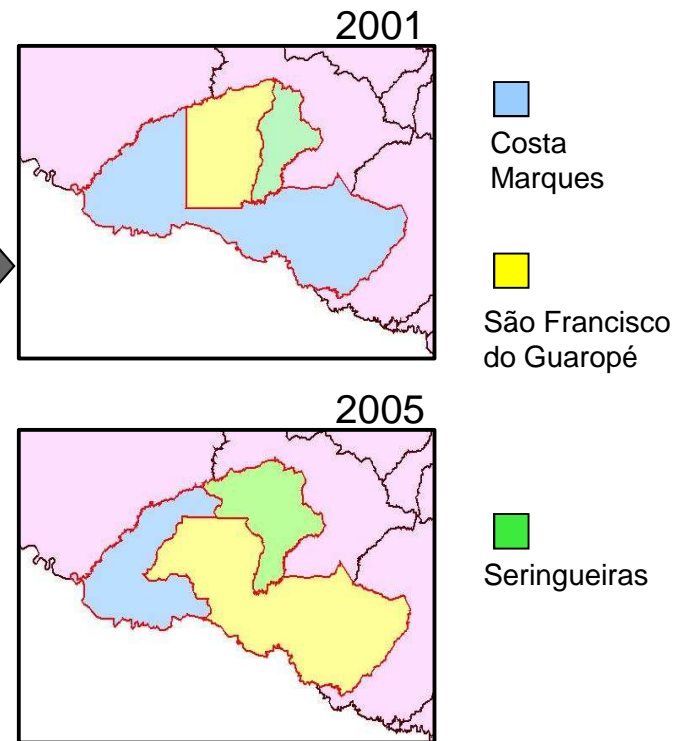 2001
Costa
Marques
São Francisco
do Guaropé
2005
Seringueiras